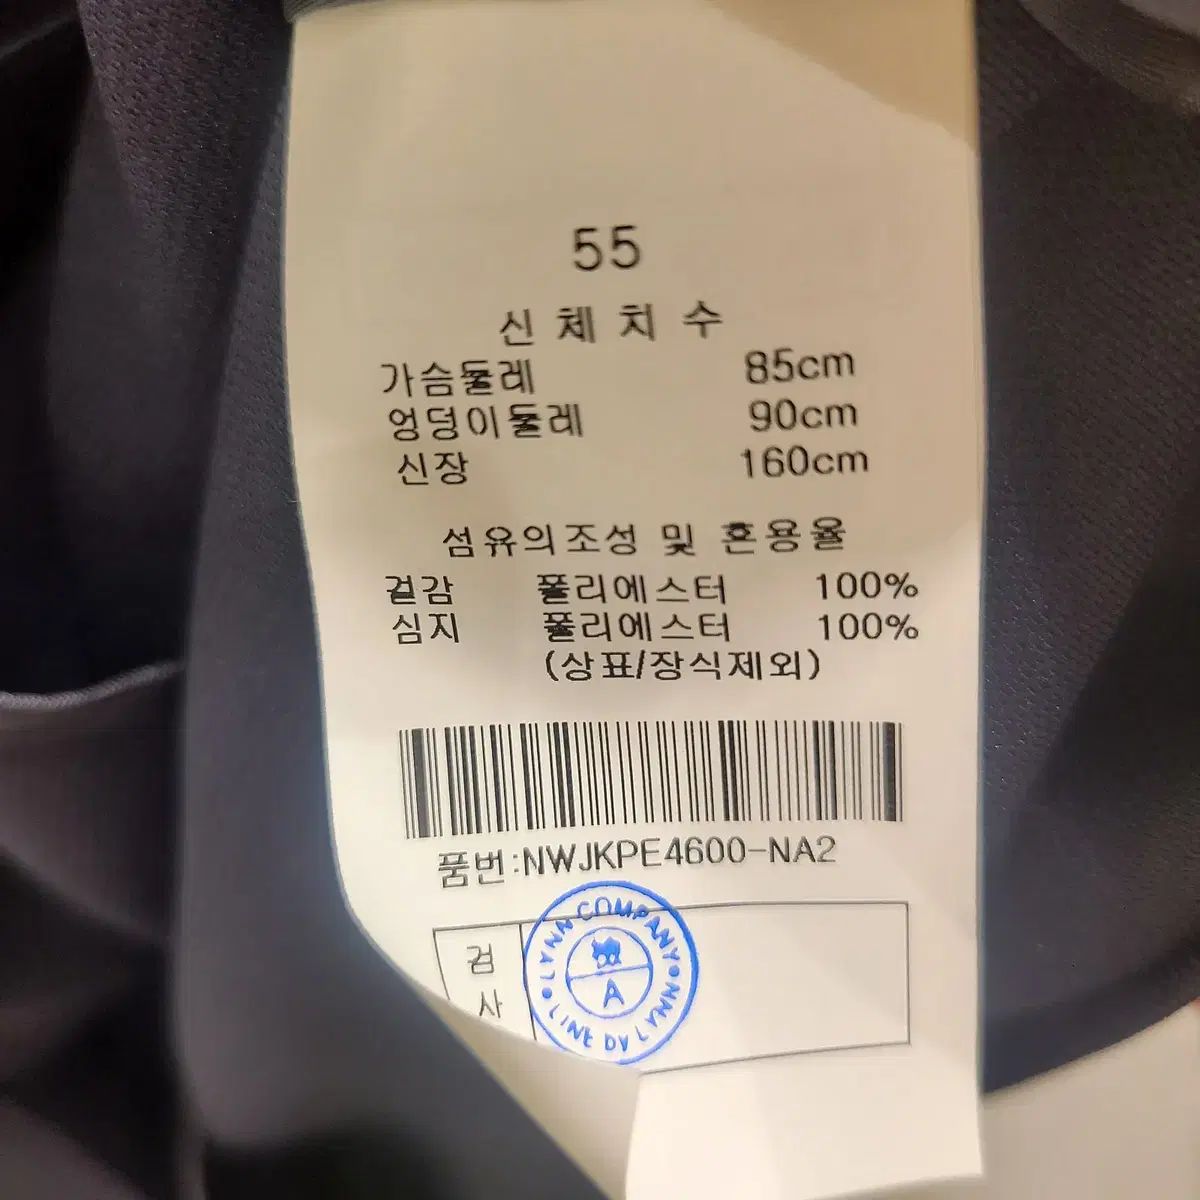 55
신체치수
가슴둘레 85cm
엉덩이둘레 90cm
신장 160cm
섬유의조성 및 혼용율
겉감 폴리에스터 100%
심지 폴리에스터 100%
(상표/장식제외)
품번:NWJKPE4600-NA2
검사
LYNN COMPANY
A
LINE BY LYNN